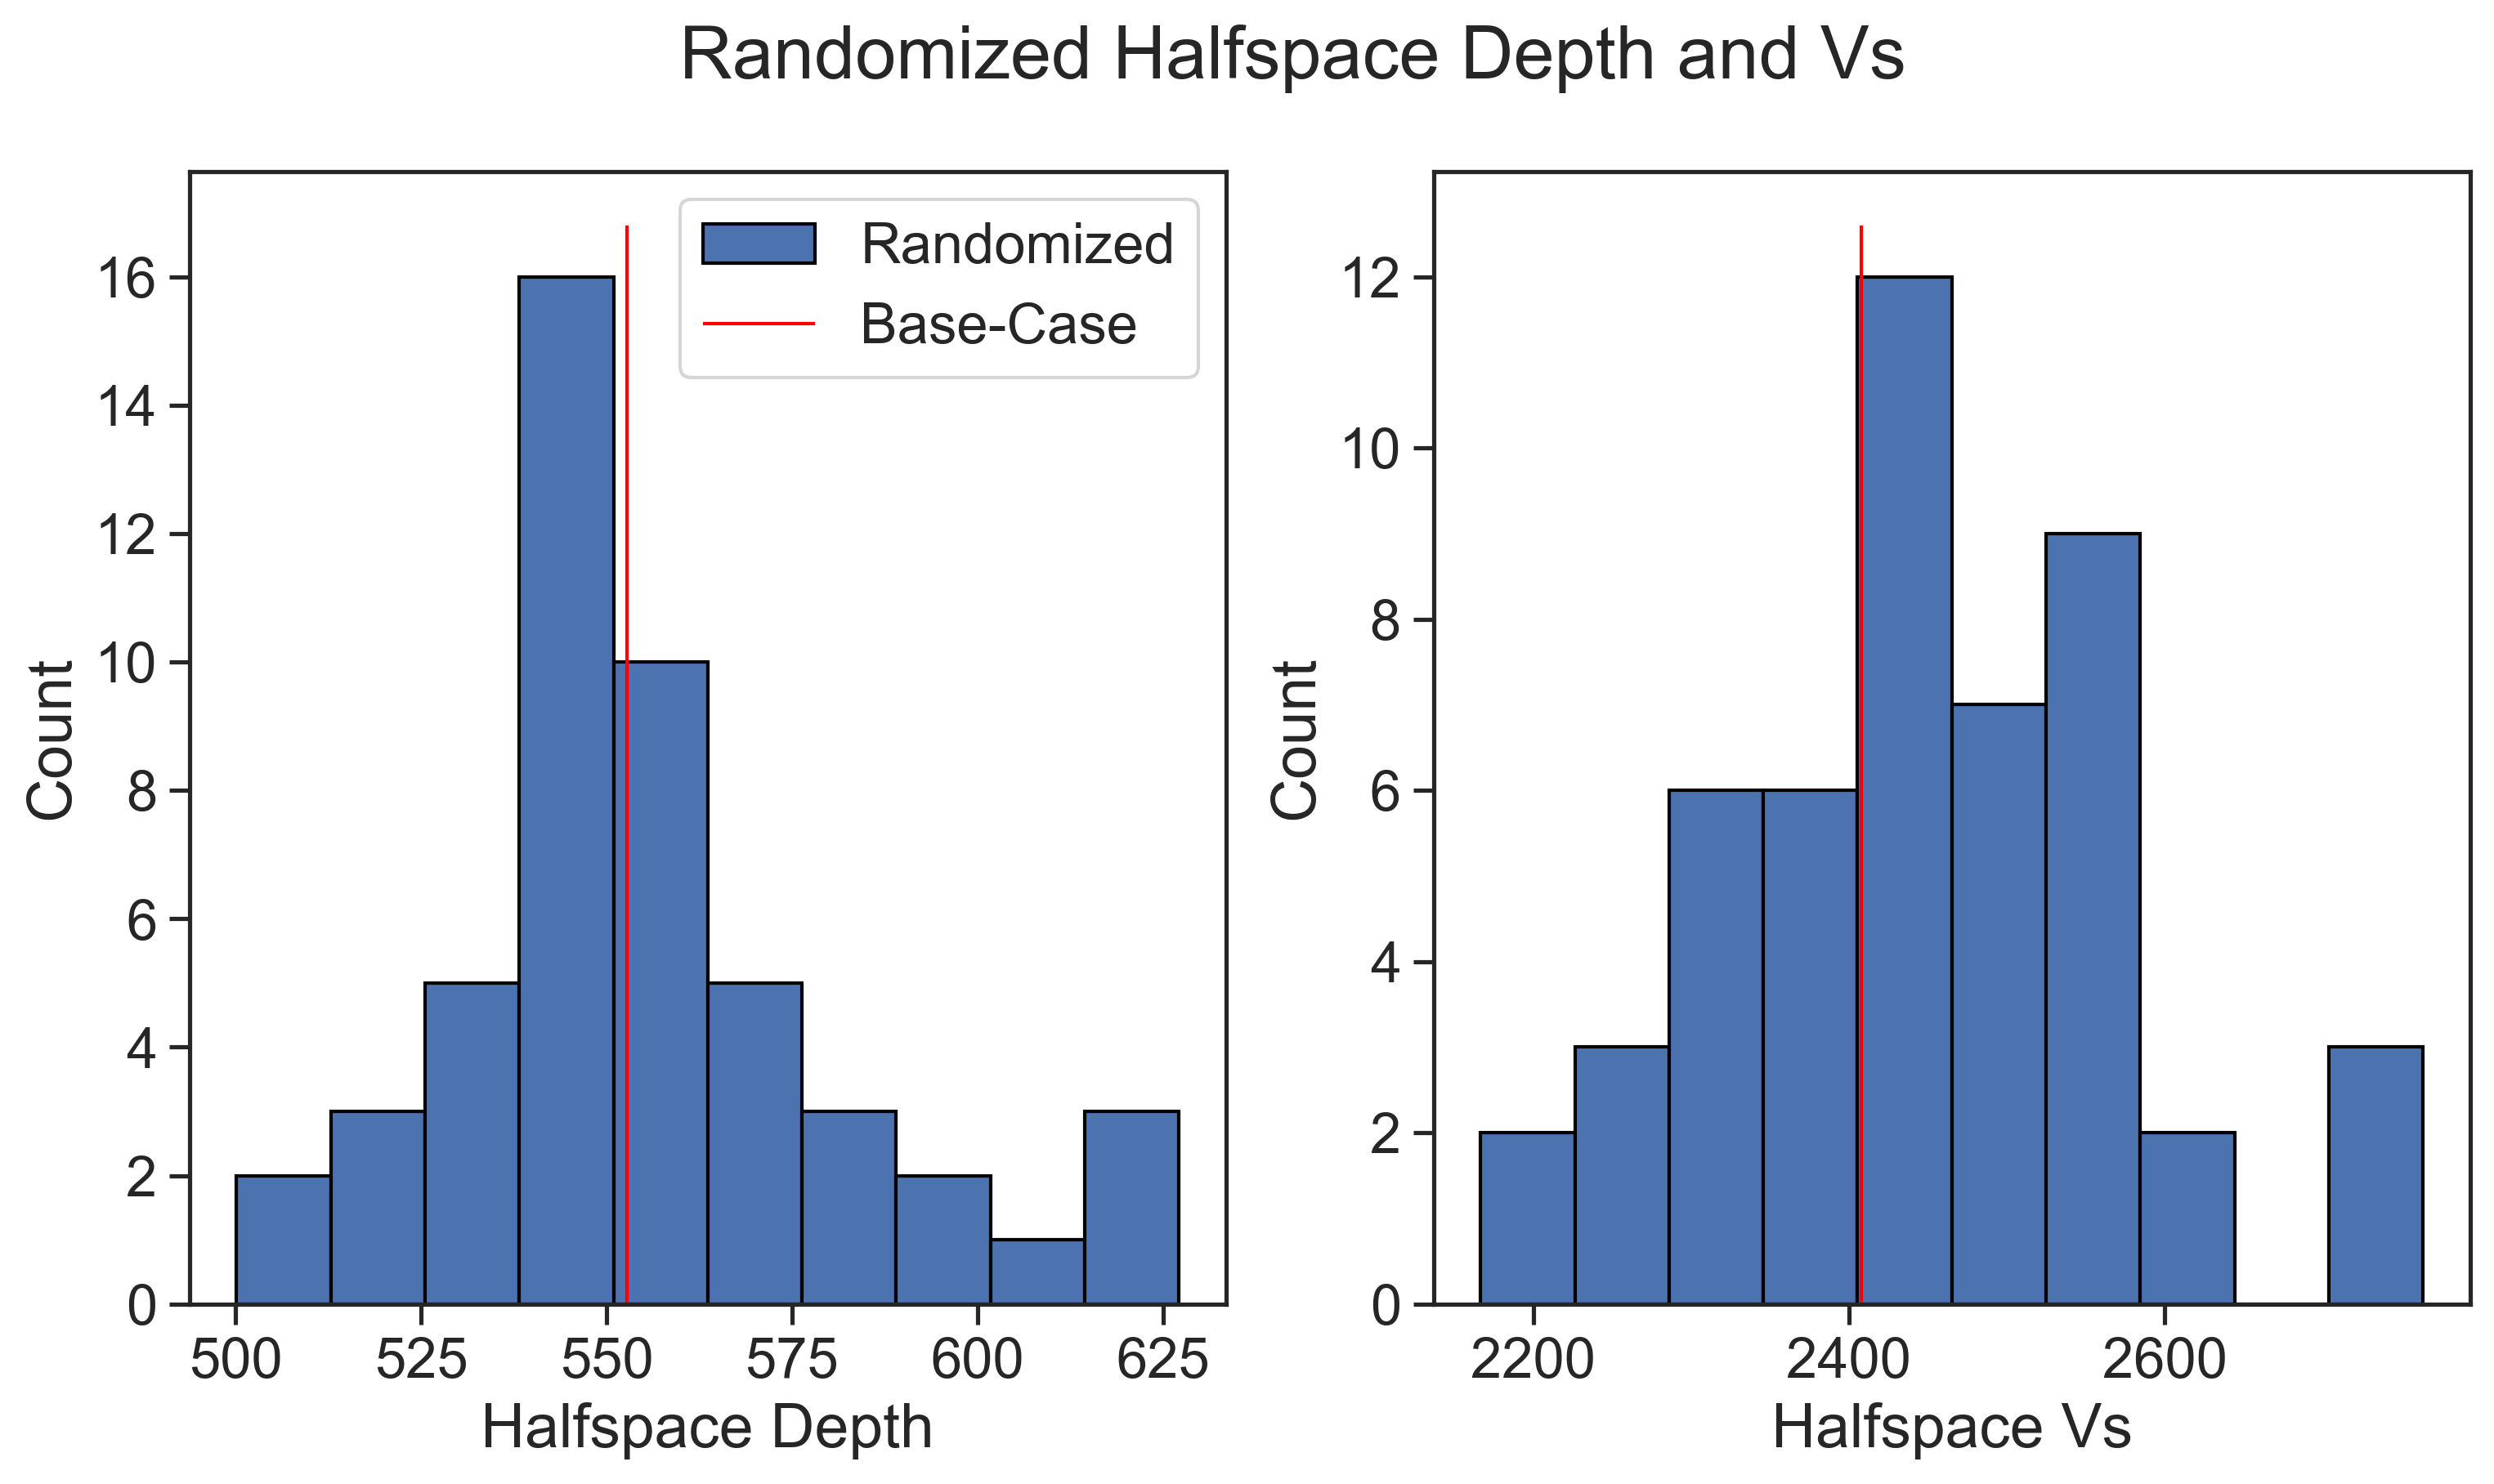 Randomized Halfspace Depth and Vs
Randomized
Base-Case
Count
16
14
12
10
8
6
4
2
0
500 525 550 575 600 625
Halfspace Depth
Count
12
10
8
6
4
2
0
2200 2400 2600
Halfspace Vs